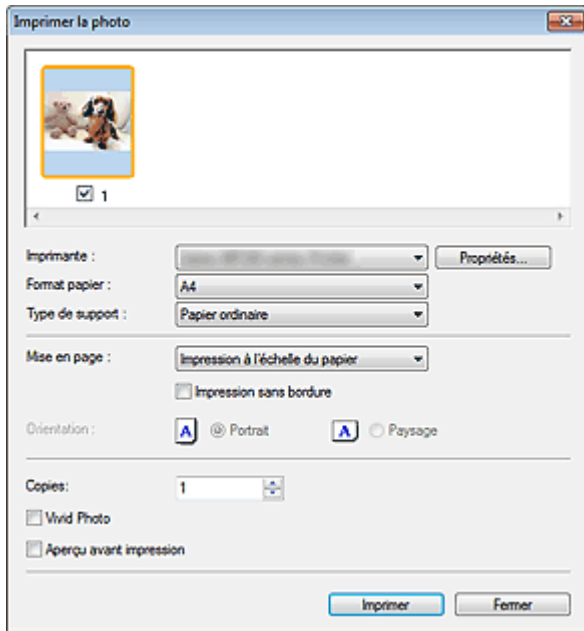 Imprimer la photo
1
Imprimante : Propriétés...
Format papier : A4
Type de support : Papier ordinaire
Mise en page : Impression à l'échelle du papier
Impression sans bordure
Orientation : A Portrait A Paysage
Copies: 1
Vivid Photo
Aperçu avant impression
Imprimer Fermer